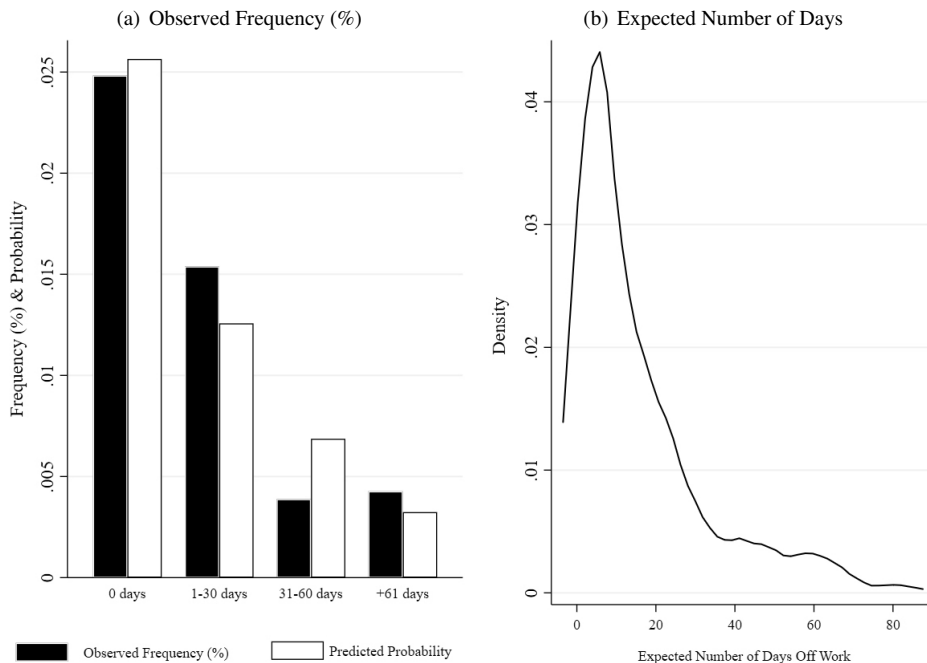 (a) Observed Frequency (%)
Frequency (%) & Probability
.025
.02
.015
.01
.005
0
0 days
1-30 days
31-60 days
+61 days
Observed Frequency (%)
Predicted Probability
(b) Expected Number of Days
Density
.04
.03
.02
.01
0
0
20
40
60
80
Expected Number of Days Off Work